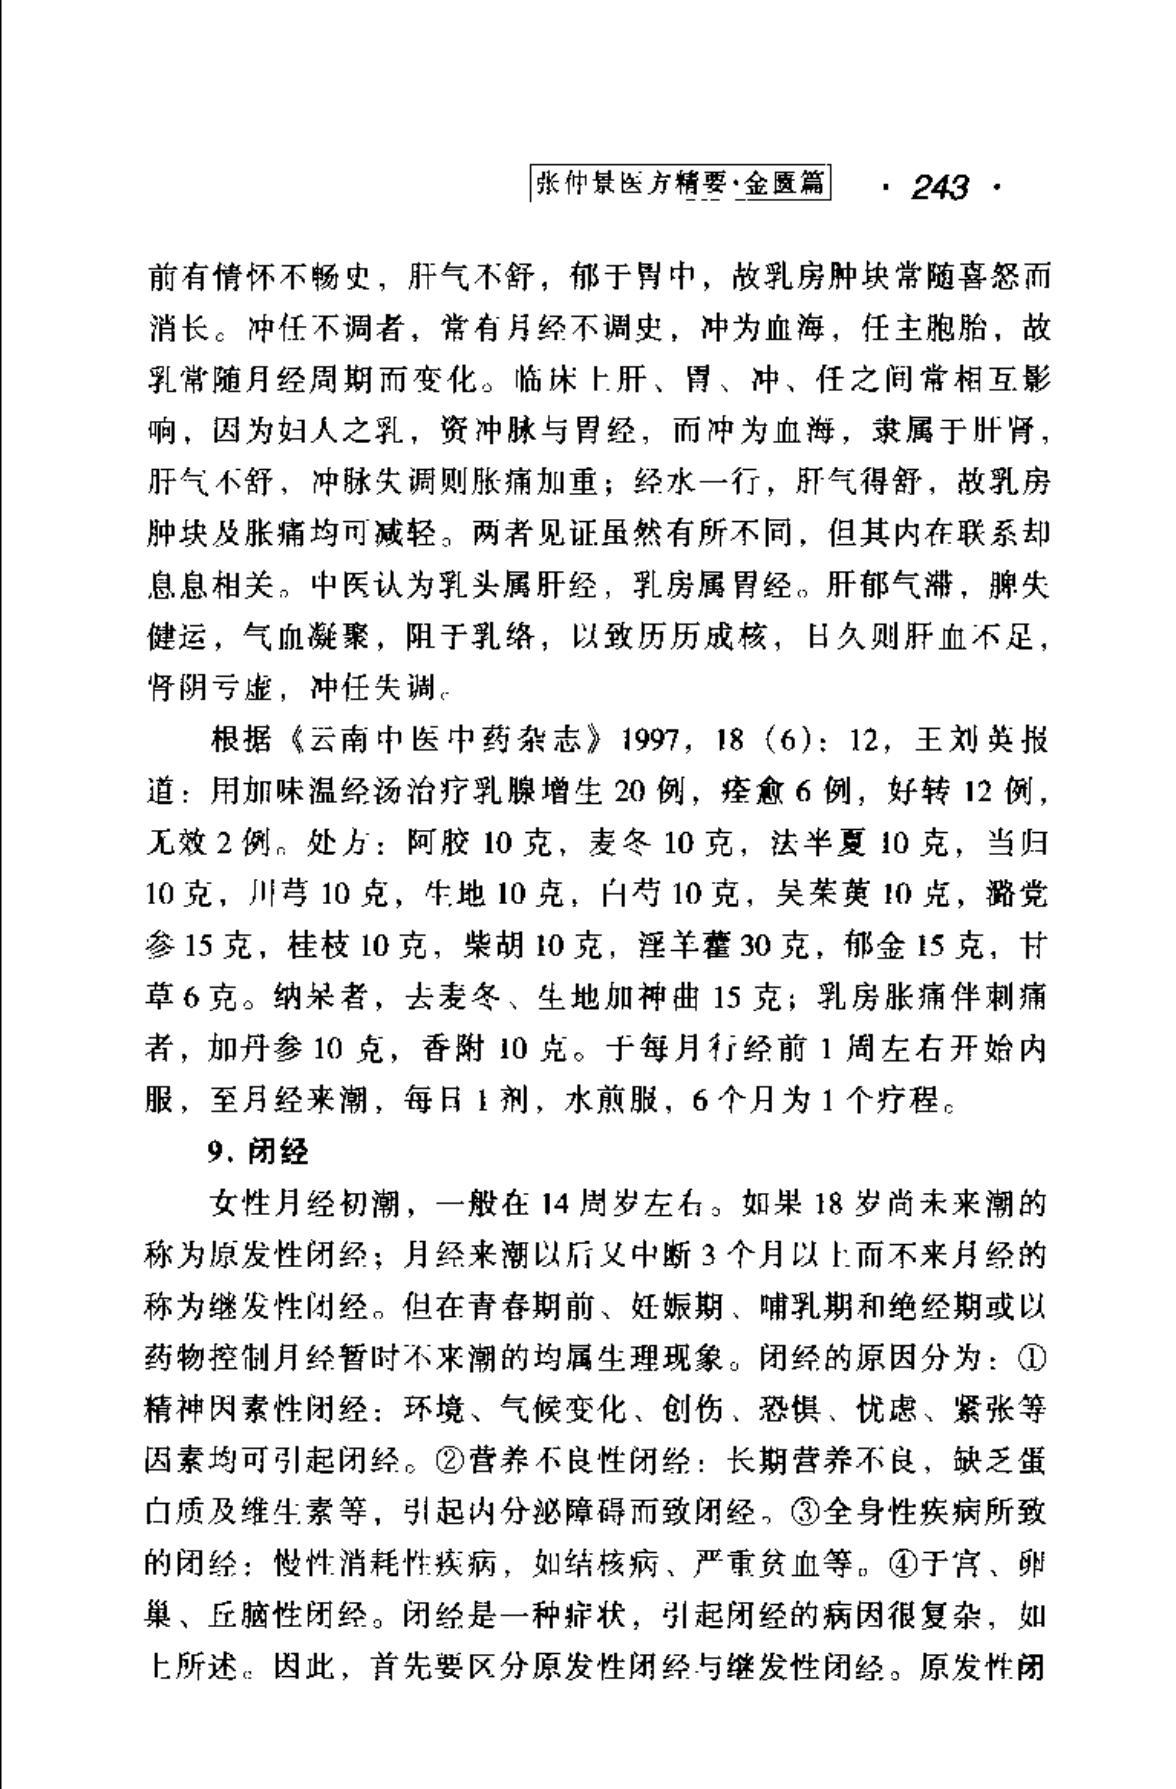 张仲景医方精要·金匮篇 · 243 ·
前有情怀不畅史，肝气不舒，郁于胃中，故乳房肿块常随喜怒而
消长。冲任不调者，常有月经不调史，冲为血海，任主胞胎，故
乳常随月经周期而变化。临床上肝、胃、冲、任之间常相互影
响，因为妇人之乳，资冲脉与胃经，而冲为血海，隶属于肝肾，
肝气不舒，冲脉失调则胀痛加重；经水一行，肝气得舒，故乳房
肿块及胀痛均可减轻。两者见证虽然有所不同，但其内在联系却
息息相关。中医认为乳头属肝经，乳房属胃经。肝郁气滞，脾失
健运，气血凝聚，阻于乳络，以致历历成核，日久则肝血不足，
肾阴亏虚，冲任失调。
根据《云南中医中药杂志》1997，18（6）：12，王刘英报
道：用加味温经汤治疗乳腺增生 20 例，痊愈 6 例，好转 12 例，
无效 2 例。处方：阿胶 10 克，麦冬 10 克，法半夏 10 克，当归
10 克，川芎 10 克，生地 10 克，白芍 10 克，吴茱萸 10 克，潞党
参 15 克，桂枝 10 克，柴胡 10 克，淫羊藿 30 克，郁金 15 克，甘
草 6 克。纳呆者，去麦冬、生地加神曲 15 克；乳房胀痛伴刺痛
者，加丹参 10 克，香附 10 克。于每月行经前 1 周左右开始内
服，至月经来潮，每日 1 剂，水煎服，6 个月为 1 个疗程。
9. 闭经
女性月经初潮，一般在 14 周岁左右。如果 18 岁尚未来潮的
称为原发性闭经；月经来潮以后又中断 3 个月以上而不来月经的
称为继发性闭经。但在青春期前、妊娠期、哺乳期和绝经期或以
药物控制月经暂时不来潮的均属生理现象。闭经的原因分为：①
精神因素性闭经：环境、气候变化、创伤、恐惧、忧虑、紧张等
因素均可引起闭经。②营养不良性闭经：长期营养不良，缺乏蛋
白质及维生素等，引起内分泌障碍而致闭经。③全身性疾病所致
的闭经：慢性消耗性疾病，如结核病、严重贫血等。④子宫、卵
巢、丘脑性闭经。闭经是一种症状，引起闭经的病因很复杂，如
上所述。因此，首先要区分原发性闭经与继发性闭经。原发性闭